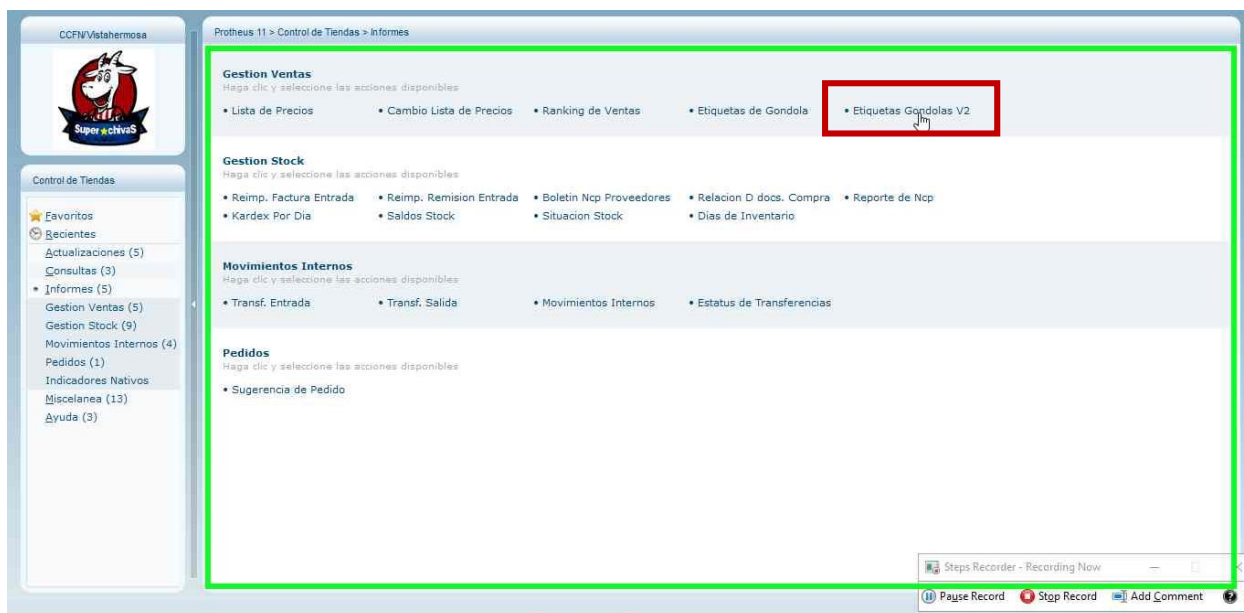 CCFN/Vistahermosa
Super chivaS
Control de Tiendas
Favoritos
Recientes
Actualizaciones (5)
Consultas (3)
• Informes (5)
Gestion Ventas (5)
Gestion Stock (9)
Movimientos Internos (4)
Pedidos (1)
Indicadores Nativos
Miscelanea (13)
Ayuda (3)
Protheus 11 > Control de Tiendas > Informes
Gestion Ventas
Haga clic y seleccione las acciones disponibles
• Lista de Precios • Cambio Lista de Precios • Ranking de Ventas • Etiquetas de Gondola • Etiquetas Gondolas V2
Gestion Stock
Haga clic y seleccione las acciones disponibles
• Reimp. Factura Entrada • Reimp. Remision Entrada • Boletin Ncp Proveedores • Relacion D docs. Compra • Reporte de Ncp
• Kardex Por Dia • Saldos Stock • Situacion Stock • Dias de Inventario
Movimientos Internos
Haga clic y seleccione las acciones disponibles
• Transf. Entrada • Transf. Salida • Movimientos Internos • Estatus de Transferencias
Pedidos
Haga clic y seleccione las acciones disponibles
• Sugerencia de Pedido
Steps Recorder - Recording Now
Pause Record Stop Record Add Comment